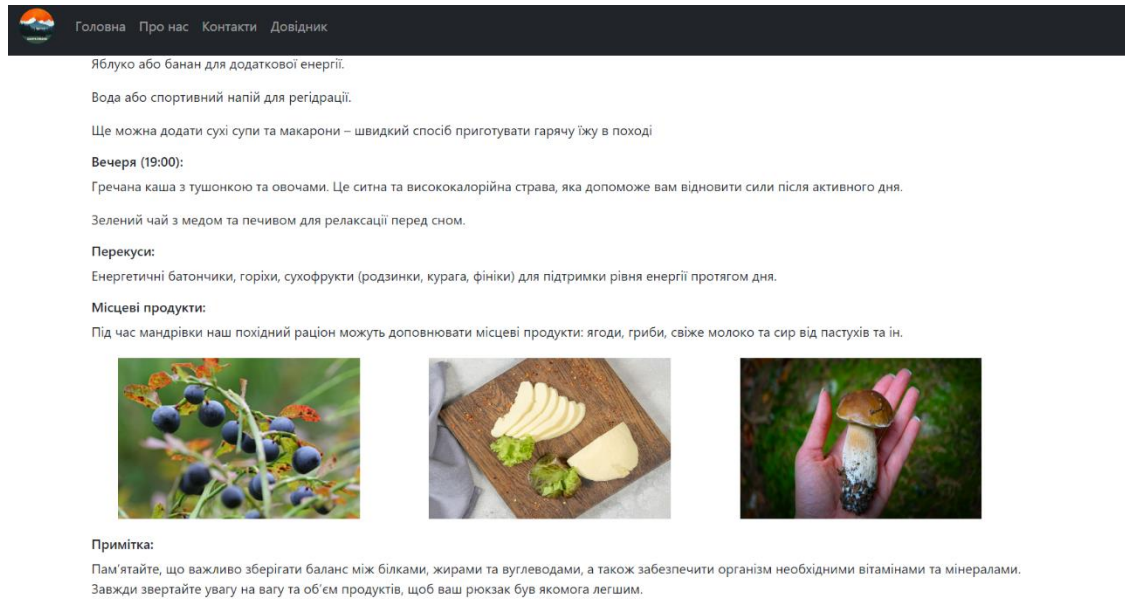 Головна Про нас Контакти Довідник
Яблуко або банан для додаткової енергії.
Вода або спортивний напій для регідрації.
Ще можна додати сухі супи та макарони – швидкий спосіб приготувати гарячу їжу в поході
Вечеря (19:00):
Гречана каша з тушонкою та овочами. Це ситна та висококалорійна страва, яка допоможе вам відновити сили після активного дня.
Зелений чай з медом та печивом для релаксації перед сном.
Перекуси:
Енергетичні батончики, горіхи, сухофрукти (родзинки, курага, фініки) для підтримки рівня енергії протягом дня.
Місцеві продукти:
Під час мандрівки наш похідний раціон можуть доповнювати місцеві продукти: ягоди, гриби, свіже молоко та сир від пастухів та ін.
Примітка:
Пам’ятайте, що важливо зберігати баланс між білками, жирами та вуглеводами, а також забезпечити організм необхідними вітамінами та мінералами.
Завжди звертайте увагу на вагу та об’єм продуктів, щоб ваш рюкзак був якомога легшим.